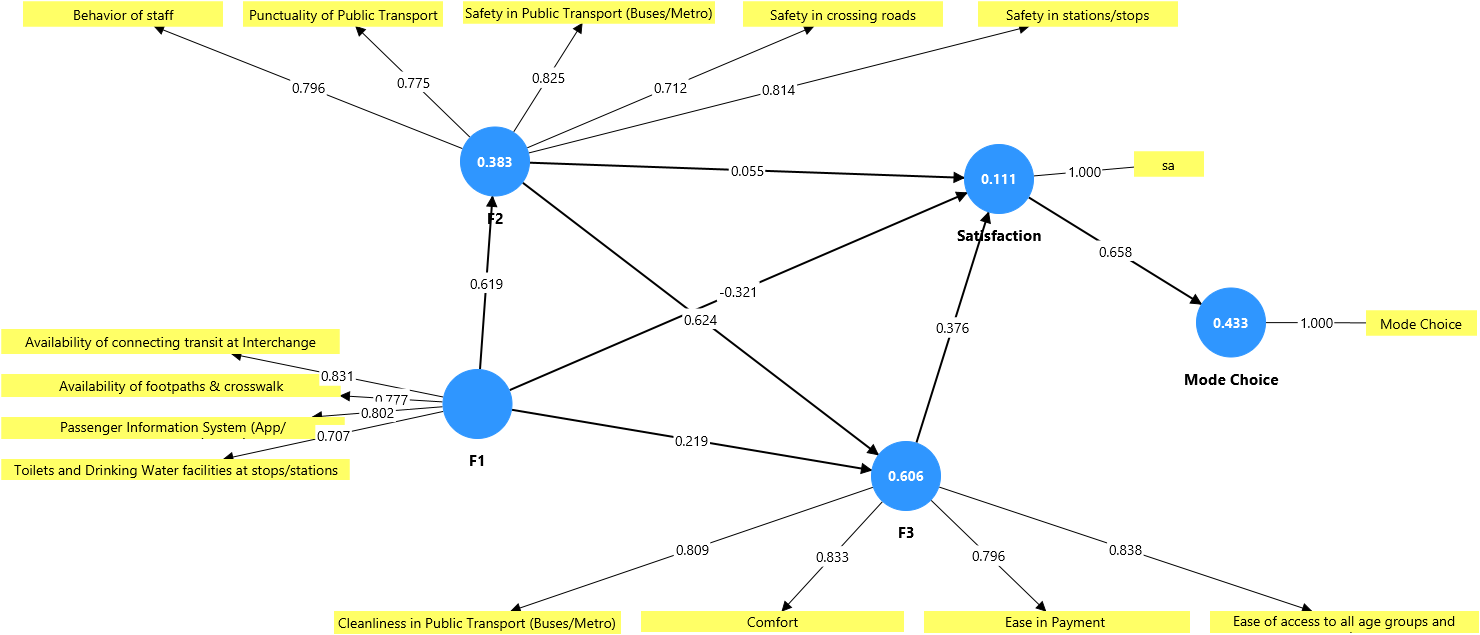 Behavior of staff
Punctuality of Public Transport
Safety in Public Transport (Buses/Metro)
Safety in crossing roads
Safety in stations/stops
0.796
0.775
0.825
0.712
0.814
0.383
F2
0.055
0.111
Satisfaction
1.000
sa
0.619
0.624
-0.321
0.376
0.658
0.433
Mode Choice
1.000
Mode Choice
Availability of connecting transit at Interchange
Availability of footpaths & crosswalk
Passenger Information System (App/
Toilets and Drinking Water facilities at stops/stations
0.831
0.777
0.802
0.707
F1
0.219
0.606
F3
0.809
0.833
0.796
0.838
Cleanliness in Public Transport (Buses/Metro)
Comfort
Ease in Payment
Ease of access to all age groups and